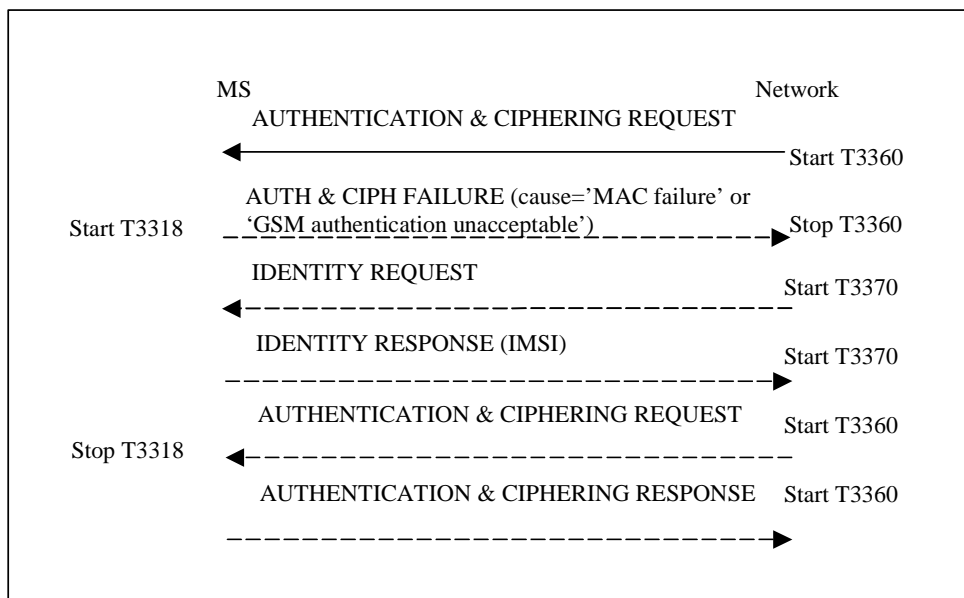 MS Network
AUTHENTICATION & CIPHERING REQUEST
Start T3360
AUTH & CIPH FAILURE (cause=’MAC failure’ or
‘GSM authentication unacceptable’)
Start T3318
Stop T3360
IDENTITY REQUEST
Start T3370
IDENTITY RESPONSE (IMSI)
Start T3370
AUTHENTICATION & CIPHERING REQUEST
Start T3360
Stop T3318
AUTHENTICATION & CIPHERING RESPONSE
Start T3360